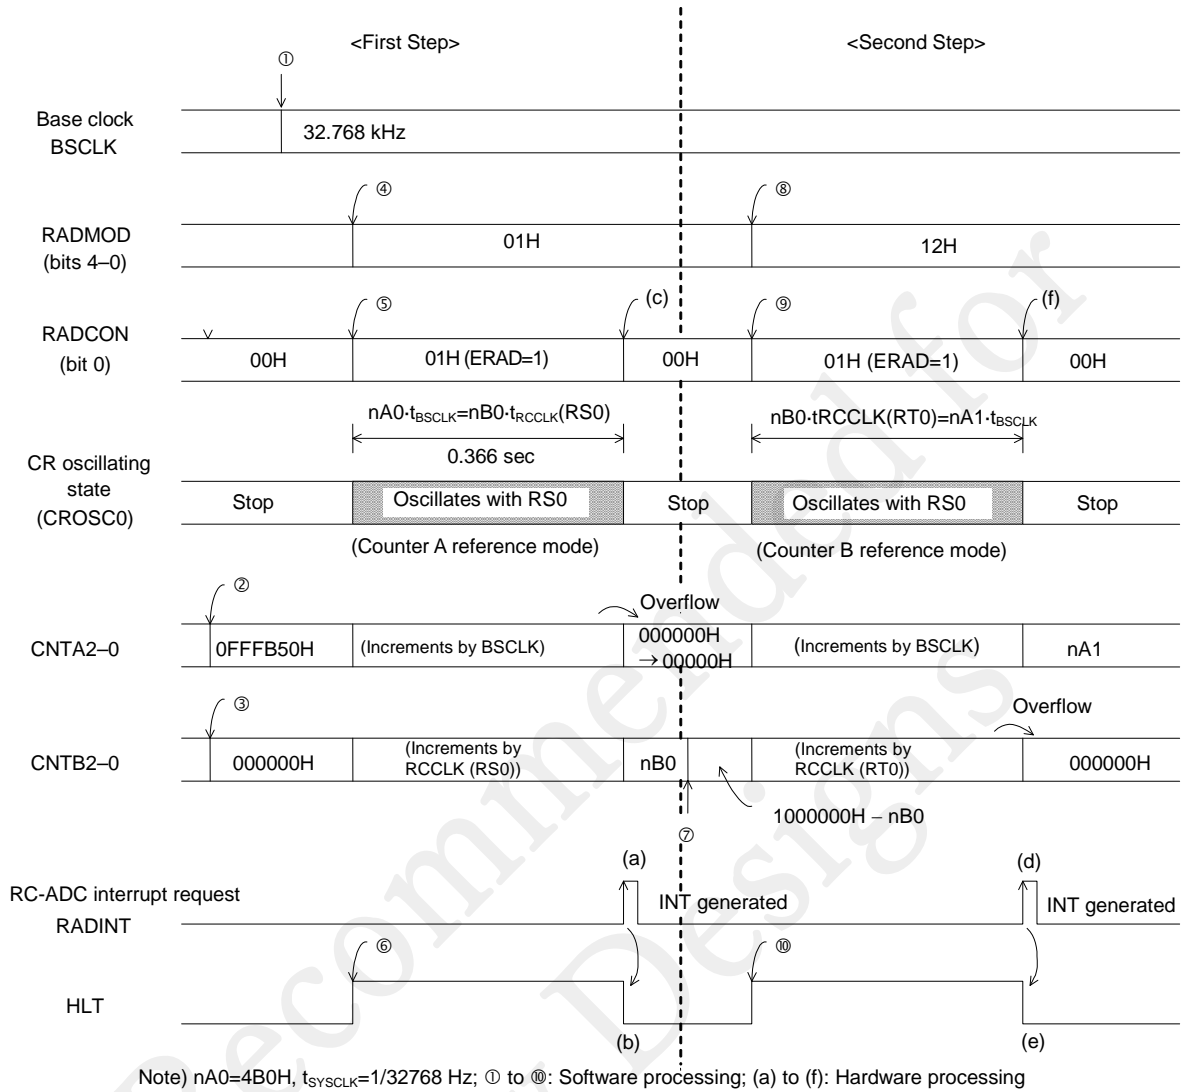 <First Step>
<Second Step>
①
Base clock
BSCLK
32.768 kHz
④
⑧
RADMOD
(bits 4–0)
01H
12H
⑤
(c)
⑨
(f)
RADCON
(bit 0)
00H
01H (ERAD=1)
00H
01H (ERAD=1)
00H
nA0·tBSCLK=nB0·tRCCLK(RS0)
nB0·tRCCLK(RT0)=nA1·tBSCLK
0.366 sec
CR oscillating
state
(CROSC0)
Stop
Oscillates with RS0
Stop
Oscillates with RS0
Stop
(Counter A reference mode)
(Counter B reference mode)
②
Overflow
CNTA2–0
0FFFB50H
(Increments by BSCLK)
000000H
→00000H
(Increments by BSCLK)
nA1
③
Overflow
CNTB2–0
000000H
(Increments by
RCCLK (RS0))
nB0
(Increments by
RCCLK (RT0))
000000H
1000000H – nB0
⑦
(a)
(d)
RC-ADC interrupt request
RADINT
INT generated
INT generated
⑥
⑩
HLT
(b)
(e)
Note) nA0=4B0H, tSYSCLK=1/32768 Hz; ① to ⑩: Software processing; (a) to (f): Hardware processing
Recommended for
Designs